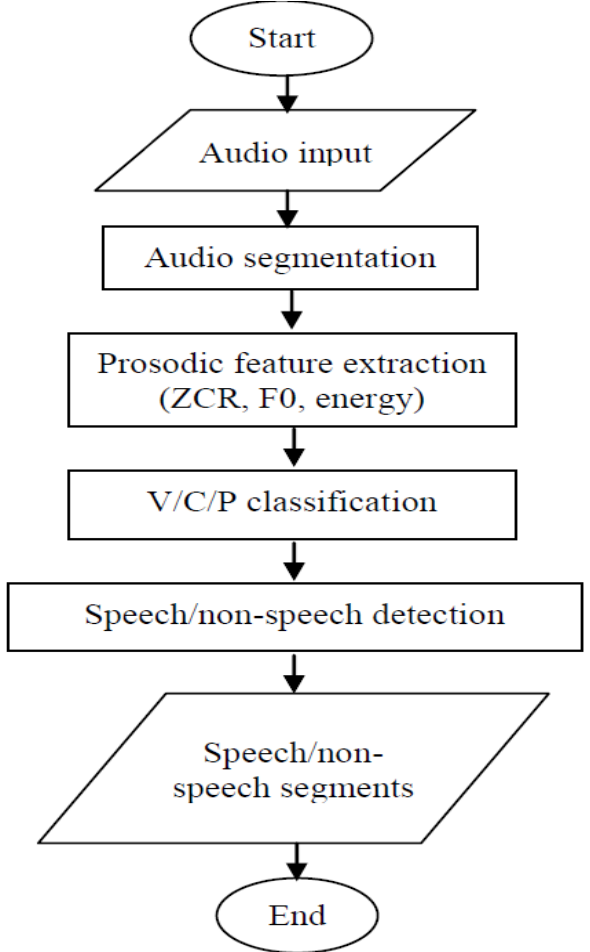 Start
Audio input
Audio segmentation
Prosodic feature extraction
(ZCR, F0, energy)
V/C/P classification
Speech/non-speech detection
Speech/non-
speech segments
End